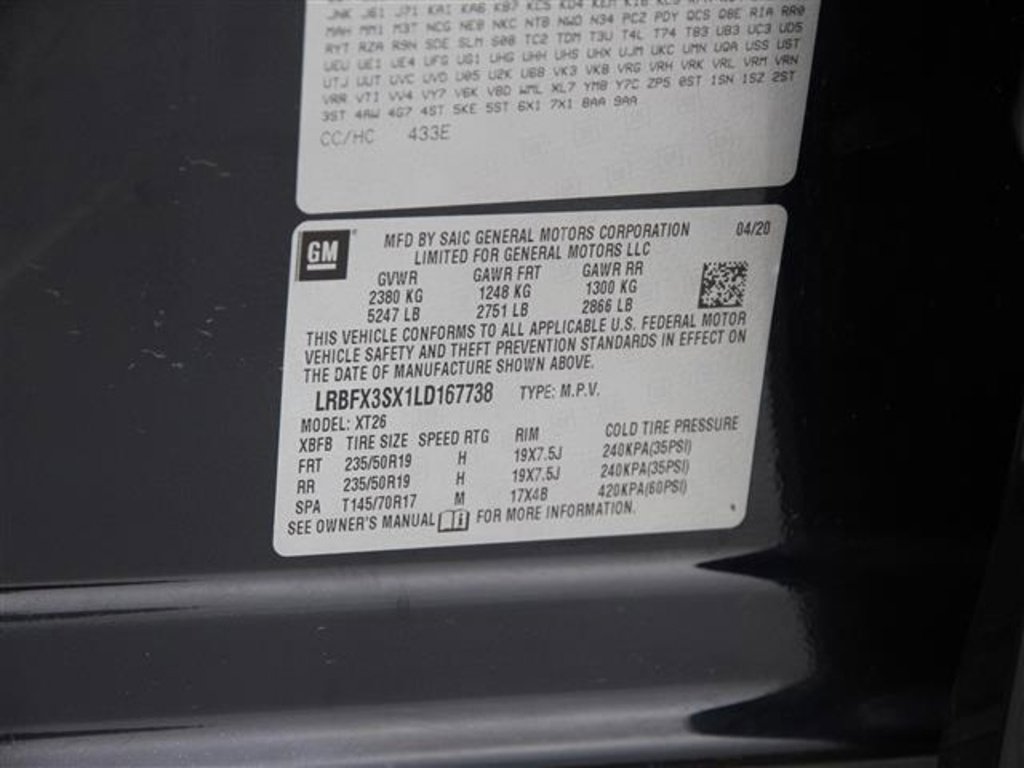 JNK J61 J71 KA1 KA6 KB7 KC5 KD4
MAH MM1 M3T NCG NE8 NKC NTB NWD N34 PCZ PDY QCS QBE RIA RR0
RYT RZA R9N SDE SLM S08 TC2 TDM T3U T4L T74 T83 UB3 UC3 UD5
UEU UE1 UE4 UFG UG1 UHG UHH UHS UHX UJM UKC UMN UQA USS UST
UTJ UUT UVC UVD U05 U2K U68 VK3 VKB VRG VRH VRK VRL VRM VRN
VRR VT1 VV4 VY7 V6K V8D WML XL7 YM8 Y7C ZP5 0ST 1SN 1SZ 2ST
3ST 4AW 4G7 4ST 5KE 5ST 6X1 7X1 8AA 9AA
CC/HC 433E
GM
MFD BY SAIC GENERAL MOTORS CORPORATION 04/20
LIMITED FOR GENERAL MOTORS LLC
GVWR GAWR FRT GAWR RR
2380 KG 1248 KG 1300 KG
5247 LB 2751 LB 2866 LB
THIS VEHICLE CONFORMS TO ALL APPLICABLE U.S. FEDERAL MOTOR
VEHICLE SAFETY AND THEFT PREVENTION STANDARDS IN EFFECT ON
THE DATE OF MANUFACTURE SHOWN ABOVE.
LRBFX3SX1LD167738 TYPE: M.P.V.
MODEL: XT26
XBFB TIRE SIZE SPEED RTG RIM COLD TIRE PRESSURE
FRT 235/50R19 H 19X7.5J 240KPA(35PSI)
RR 235/50R19 H 19X7.5J 240KPA(35PSI)
SPA T145/70R17 M 17X4B 420KPA(60PSI)
SEE OWNER'S MANUAL FOR MORE INFORMATION.